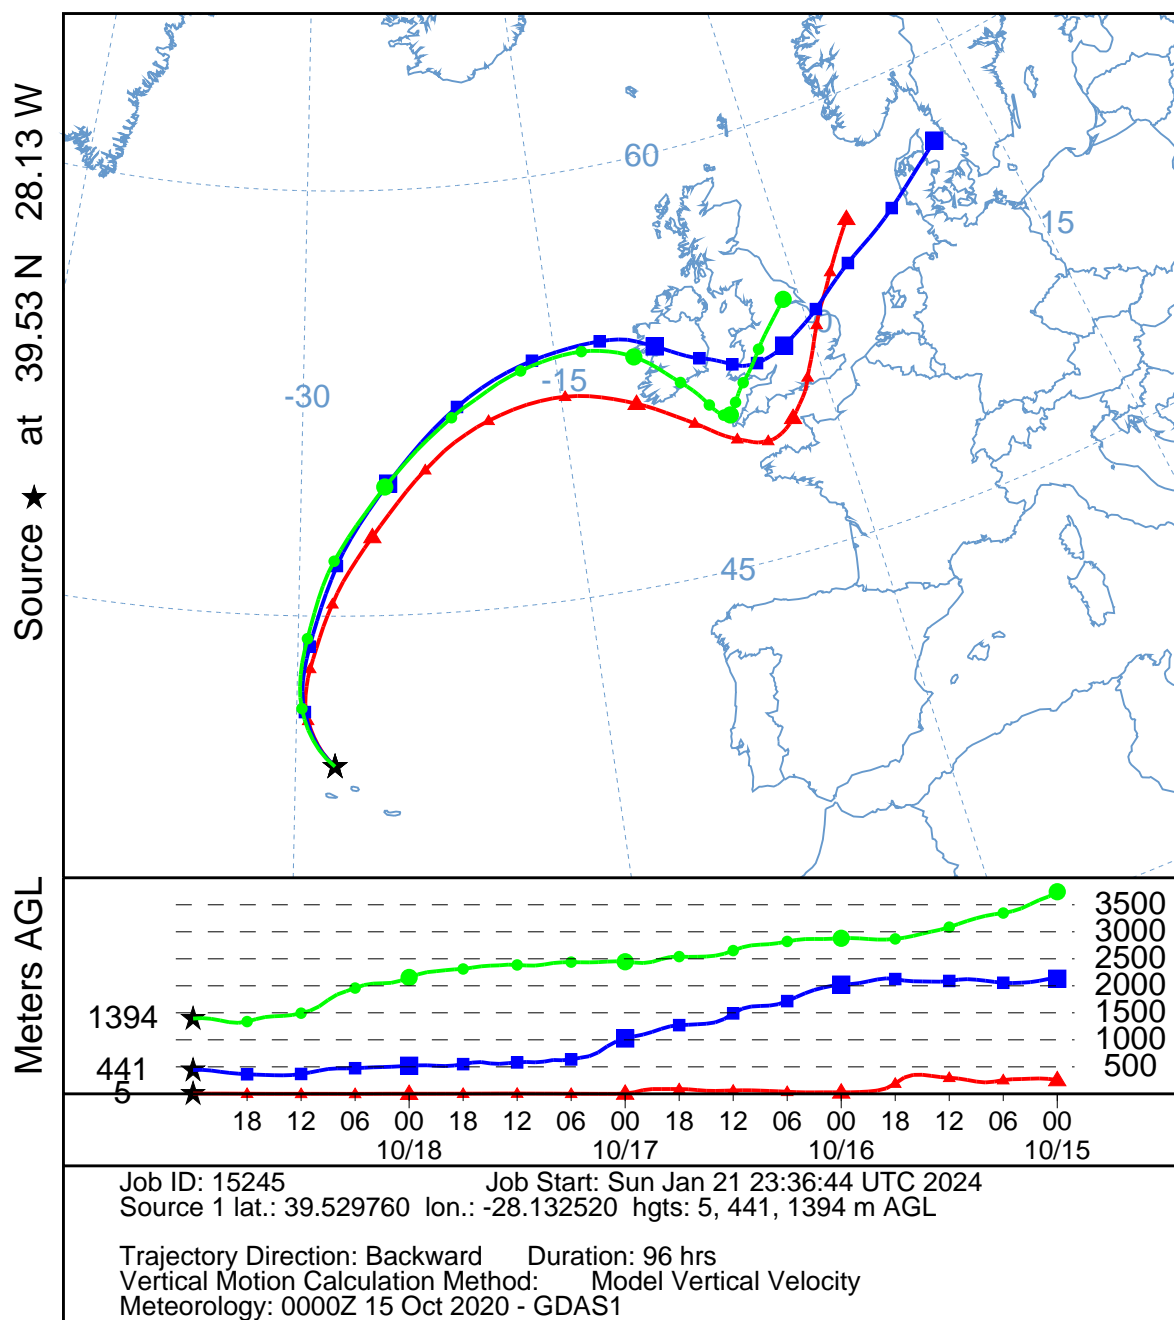 Source ★ at 39.53 N 28.13 W
60
15
0
-15
-30
45
Meters AGL
3500
3000
2500
2000
1500
1000
500
1394
441
5
18 12 06 00 18 12 06 00 18 12 06 00 18 12 06 00
10/18 10/17 10/16 10/15
Job ID: 15245 Job Start: Sun Jan 21 23:36:44 UTC 2024
Source 1 lat.: 39.529760 lon.: -28.132520 hgts: 5, 441, 1394 m AGL
Trajectory Direction: Backward Duration: 96 hrs
Vertical Motion Calculation Method: Model Vertical Velocity
Meteorology: 0000Z 15 Oct 2020 - GDAS1